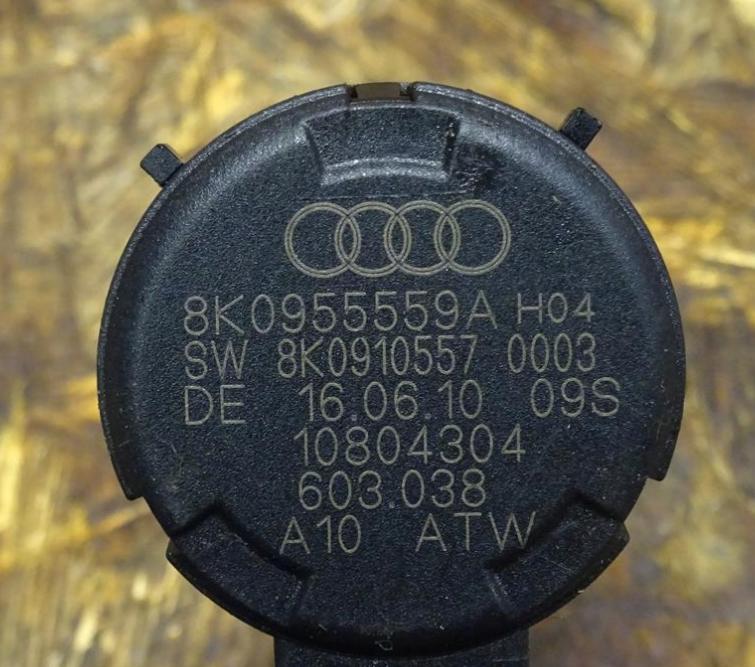 8K0955559A H04
SW 8K0910557 0003
DE 16.06.10 09S
10804304
603.038
A10 ATW